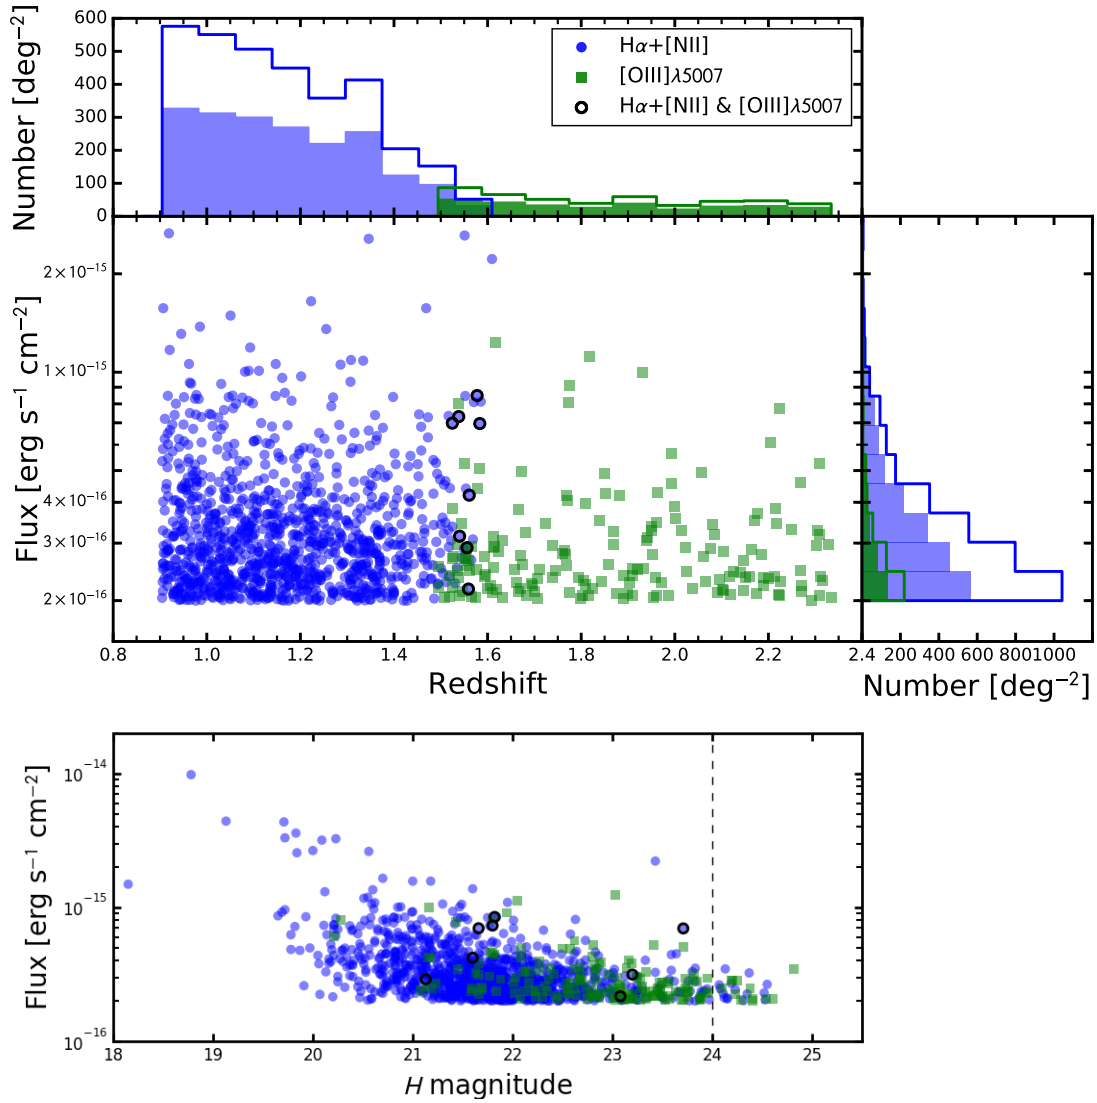 600
500
400
300
200
100
0
Number [deg⁻²]
Hα+[NII]
[OIII]λ5007
Hα+[NII] & [OIII]λ5007
2×10⁻¹⁵
1×10⁻¹⁵
4×10⁻¹⁶
3×10⁻¹⁶
2×10⁻¹⁶
Flux [erg s⁻¹ cm⁻²]
0.8 1.0 1.2 1.4 1.6 1.8 2.0 2.2 2.4
Redshift
200 400 600 800 1000
Number [deg⁻²]
10⁻¹⁴
10⁻¹⁵
10⁻¹⁶
Flux [erg s⁻¹ cm⁻²]
18 19 20 21 22 23 24 25
H magnitude